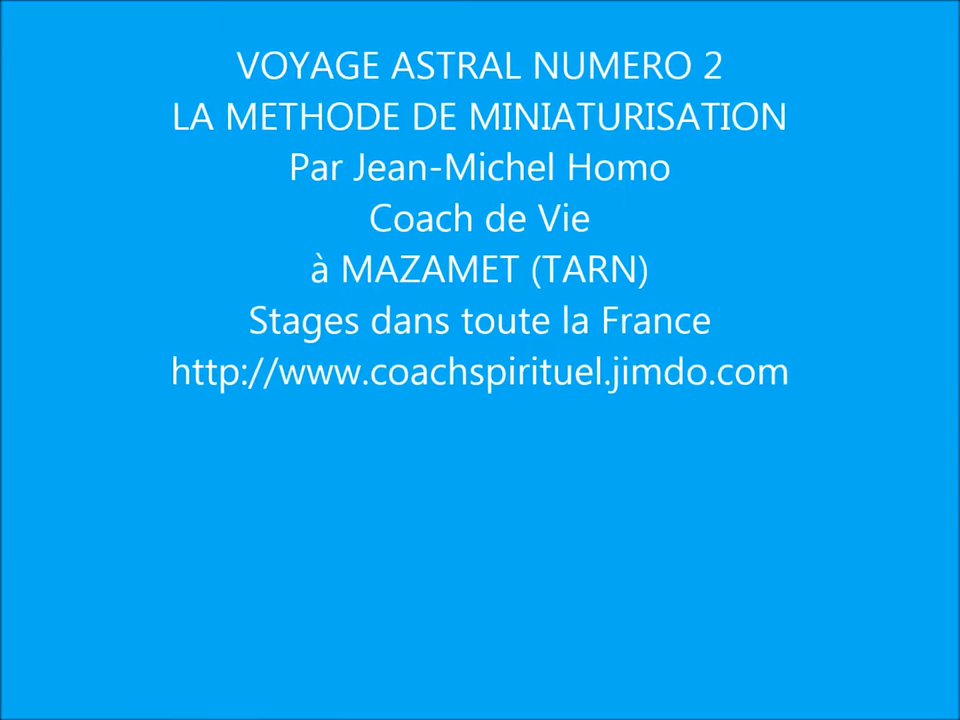 VOYAGE ASTRAL NUMERO 2
LA METHODE DE MINIATURISATION
Par Jean-Michel Homo
Coach de Vie
à MAZAMET (TARN)
Stages dans toute la France
http://www.coachspirituel.jimdo.com